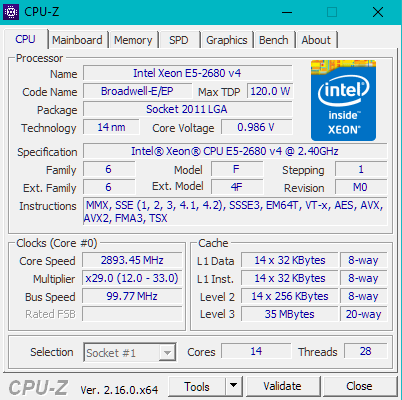 CPU-Z
CPU Mainboard Memory SPD Graphics Bench About
Processor
Name Intel Xeon E5-2680 v4
Code Name Broadwell-E/EP Max TDP 120.0 W
Package Socket 2011 LGA
Technology 14 nm Core Voltage 0.986 V
intel
inside™
XEON®
Specification Intel® Xeon® CPU E5-2680 v4 @ 2.40GHz
Family 6 Model F Stepping 1
Ext. Family 6 Ext. Model 4F Revision M0
Instructions MMX, SSE (1, 2, 3, 4.1, 4.2), SSSE3, EM64T, VT-x, AES, AVX,
AVX2, FMA3, TSX
Clocks (Core #0)
Core Speed 2893.45 MHz
Multiplier x29.0 (12.0 - 33.0)
Bus Speed 99.77 MHz
Rated FSB
Cache
L1 Data 14 x 32 KBytes 8-way
L1 Inst. 14 x 32 KBytes 8-way
Level 2 14 x 256 KBytes 8-way
Level 3 35 MBytes 20-way
Selection Socket #1 Cores 14 Threads 28
CPU-Z Ver. 2.16.0.x64 Tools Validate Close